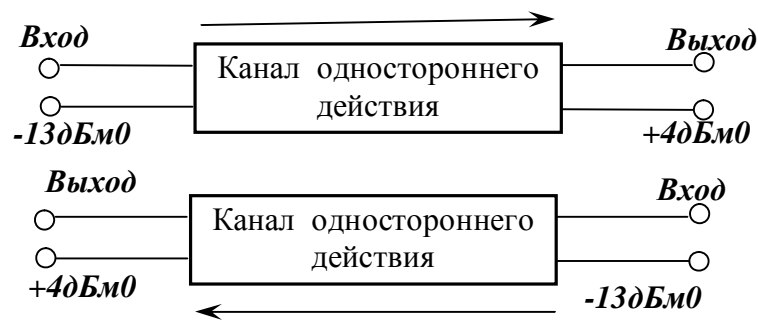 Вход
Выход
Канал одностороннего
действия
-13дБм0
+4дБм0
Выход
Вход
Канал одностороннего
действия
+4дБм0
-13дБм0